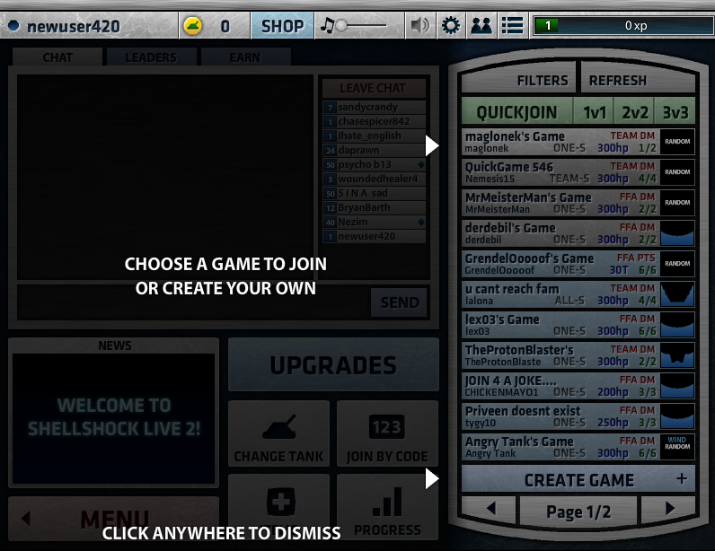 newuser420 0 SHOP 1 0 xp
CHAT LEADERS EARN
LEAVE CHAT
7 sandycrandy
1 chasespicer842
1 ihate_english
24 daprawn
50 psycho b13
3 woundedhealer4
50 S I N A sad
12 BryanBarth
40 Nezim
1 newuser420
CHOOSE A GAME TO JOIN
OR CREATE YOUR OWN
SEND
NEWS
WELCOME TO
SHELLSHOCK LIVE 2!
UPGRADES
CHANGE TANK
123
JOIN BY CODE
MENU
PROGRESS
CLICK ANYWHERE TO DISMISS
FILTERS REFRESH
QUICKJOIN 1v1 2v2 3v3
maglonek's Game TEAM DM RANDOM
maglonek ONE-S 300hp 1/2
QuickGame 546 TEAM DM RANDOM
Nemesis15 TEAM-S 300hp 4/4
MrMeisterMan's Game FFA DM RANDOM
MrMeisterMan ONE-S 300hp 2/2
derdebil's Game FFA DM
derdebil ONE-S 300hp 2/2
GrendelOoooof's Game FFA PTS RANDOM
GrendelOoooof ONE-S 30T 6/6
u cant reach fam TEAM DM
lalona ALL-S 300hp 4/4
lex03's Game FFA DM
lex03 ONE-S 300hp 6/6
TheProtonBlaster's TEAM DM
TheProtonBlaste ONE-S 300hp 2/2
JOIN 4 A JOKE.... FFA DM
CHICKENMAYO1 ONE-S 200hp 3/3
Priveen doesnt exist FFA DM
tygy10 ONE-S 250hp 3/3
Angry Tank's Game FFA DM WIND RANDOM
Angry Tank ONE-S 300hp 6/6
CREATE GAME +
Page 1/2